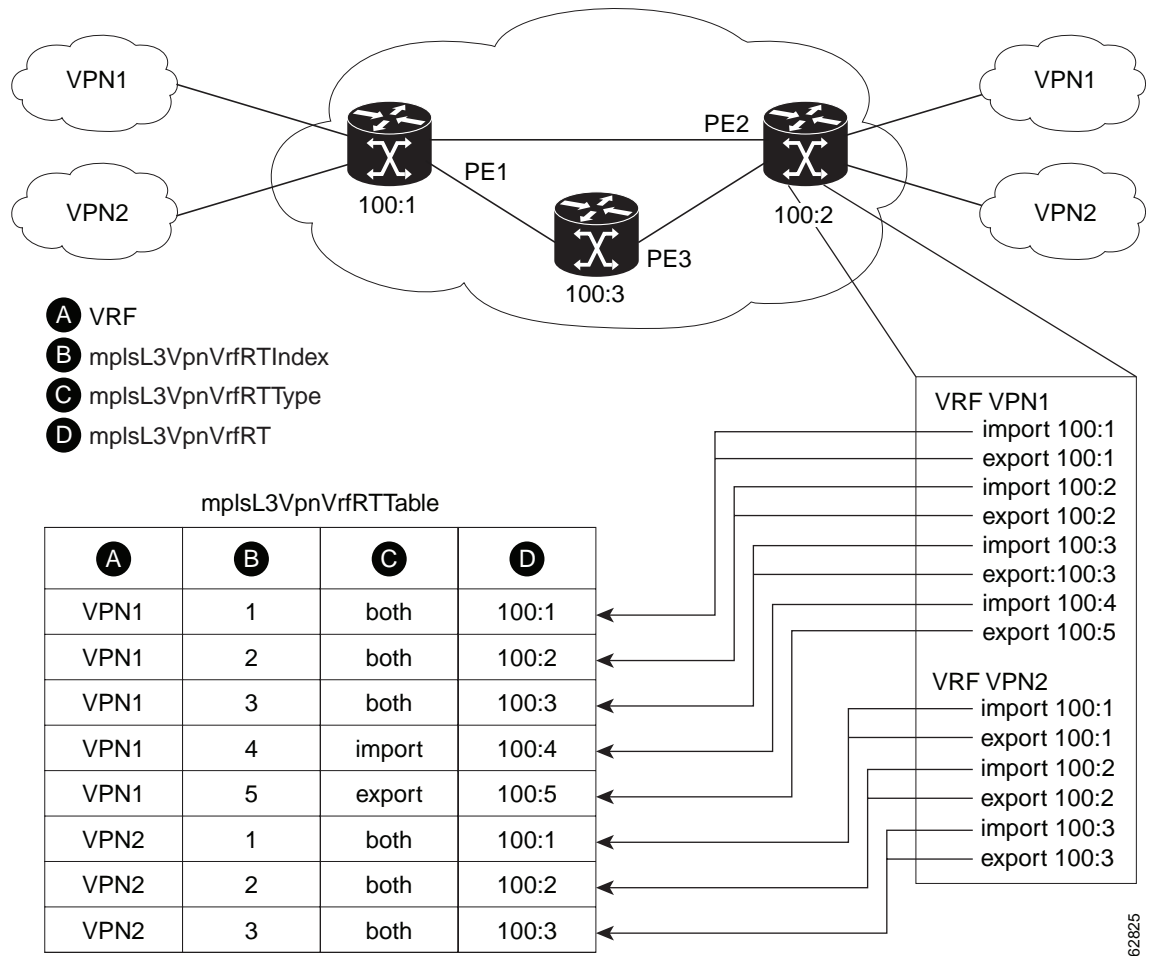 VPN1
VPN1
PE2
PE1
VPN2
100:1
100:2
VPN2
PE3
100:3
A VRF
B mplsL3VpnVrfRTIndex
C mplsL3VpnVrfRTType
D mplsL3VpnVrfRT
VRF VPN1
import 100:1
export 100:1
import 100:2
export 100:2
import 100:3
export:100:3
import 100:4
export 100:5
VRF VPN2
import 100:1
export 100:1
import 100:2
export 100:2
import 100:3
export 100:3
mplsL3VpnVrfRTTable
A B C D
VPN1 1 both 100:1
VPN1 2 both 100:2
VPN1 3 both 100:3
VPN1 4 import 100:4
VPN1 5 export 100:5
VPN2 1 both 100:1
VPN2 2 both 100:2
VPN2 3 both 100:3
62825